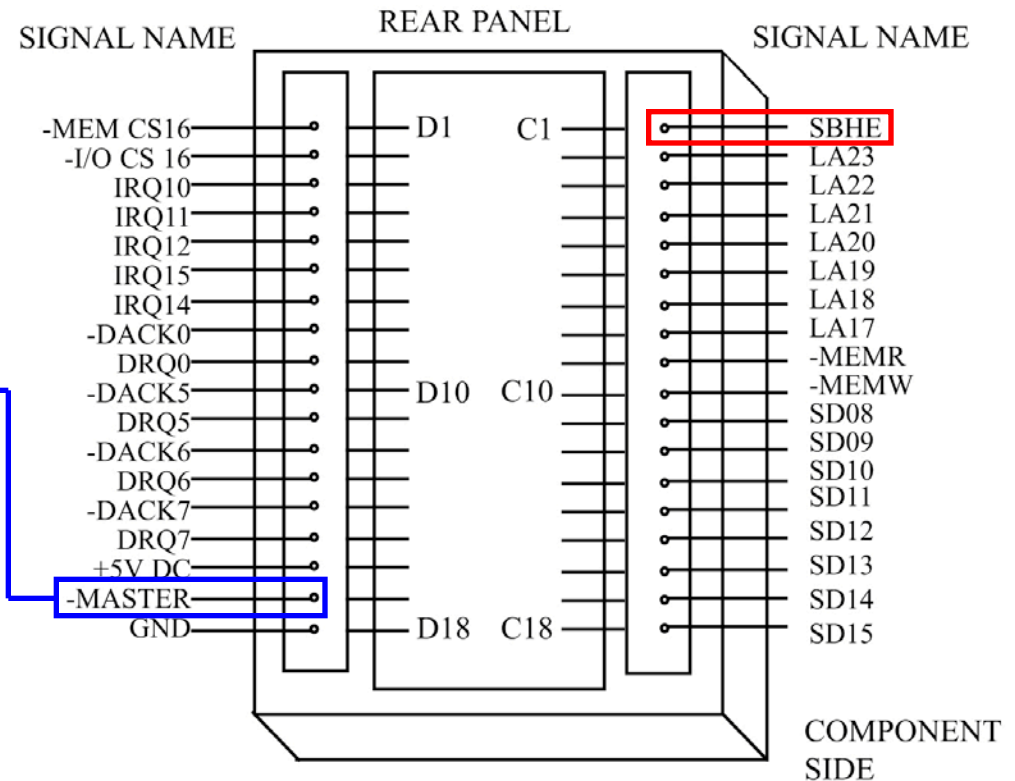 REAR PANEL
SIGNAL NAME
SIGNAL NAME
-MEM CS16
D1
C1
SBHE
-I/O CS 16
LA23
IRQ10
LA22
IRQ11
LA21
IRQ12
LA20
IRQ15
LA19
IRQ14
LA18
-DACK0
LA17
DRQ0
-MEMR
-DACK5
D10
C10
-MEMW
DRQ5
SD08
-DACK6
SD09
DRQ6
SD10
-DACK7
SD11
DRQ7
SD12
+5V DC
SD13
-MASTER
SD14
GND
D18
C18
SD15
COMPONENT
SIDE